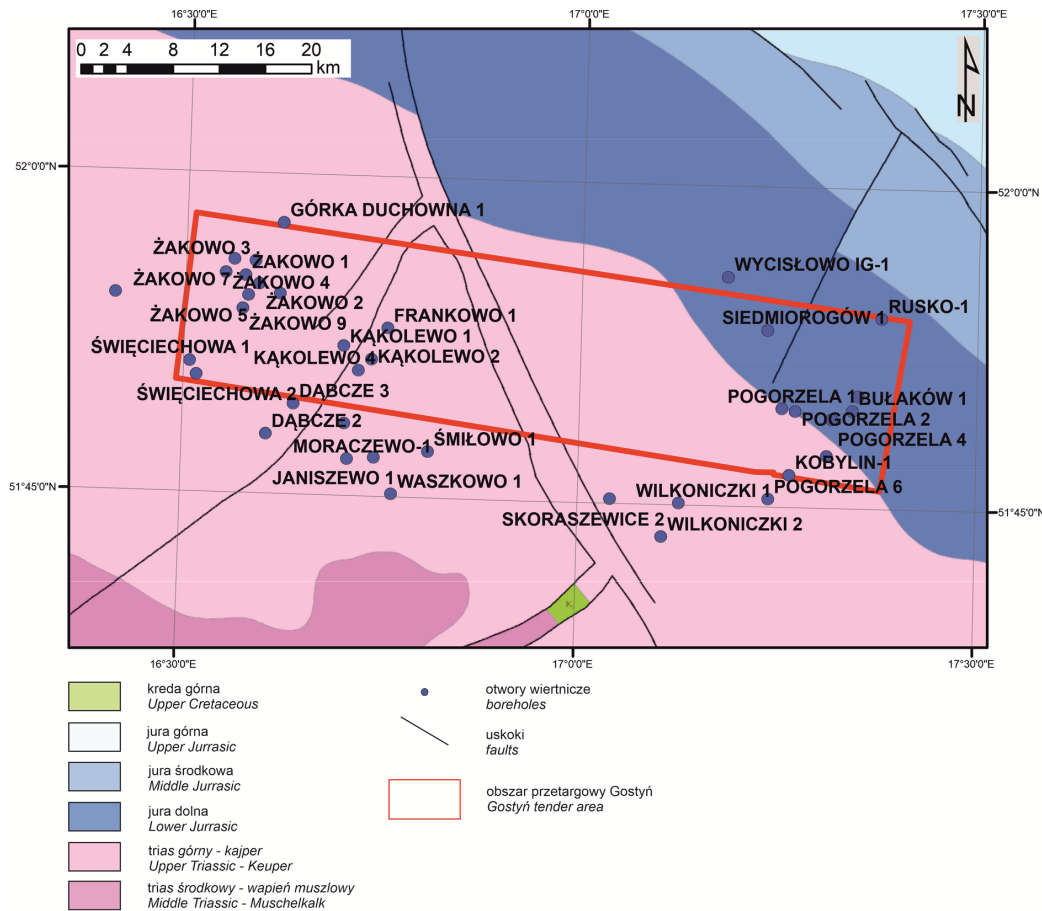 16°30'0"E
17°0'0"E
17°30'0"E
0 2 4 8 12 16 20
km
N
52°0'0"N
52°0'0"N
GÓRKA DUCHOWNA 1
ŻAKOWO 3
ŻAKOWO 1
WYCISŁOWO IG-1
ŻAKOWO 7
ŻAKOWO 4
ŻAKOWO 2
RUSKO-1
ŻAKOWO 5
ŻAKOWO 9
FRANKOWO 1
SIEDMIOROGÓW 1
KĄKOLEWO 1
ŚWIĘCIECHOWA 1
KĄKOLEWO 4
KĄKOLEWO 2
ŚWIĘCIECHOWA 2
DĄBCZE 3
POGORZELA 1
BUŁAKÓW 1
DĄBCZE 2
POGORZELA 2
MORACZEWO-1
ŚMIŁOWO 1
POGORZELA 4
KOBYLIN-1
JANISZEWO 1
WASZKOWO 1
WILKONICZKI 1
POGORZELA 6
51°45'0"N
51°45'0"N
SKORASZEWICE 2
WILKONICZKI 2
16°30'0"E
17°0'0"E
17°30'0"E
kreda górna
Upper Cretaceous
jura górna
Upper Jurrasic
jura środkowa
Middle Jurrasic
jura dolna
Lower Jurrasic
trias górny - kajper
Upper Triassic - Keuper
trias środkowy - wapień muszlowy
Middle Triassic - Muschelkalk
otwory wiertnicze
boreholes
uskoki
faults
obszar przetargowy Gostyń
Gostyń tender area